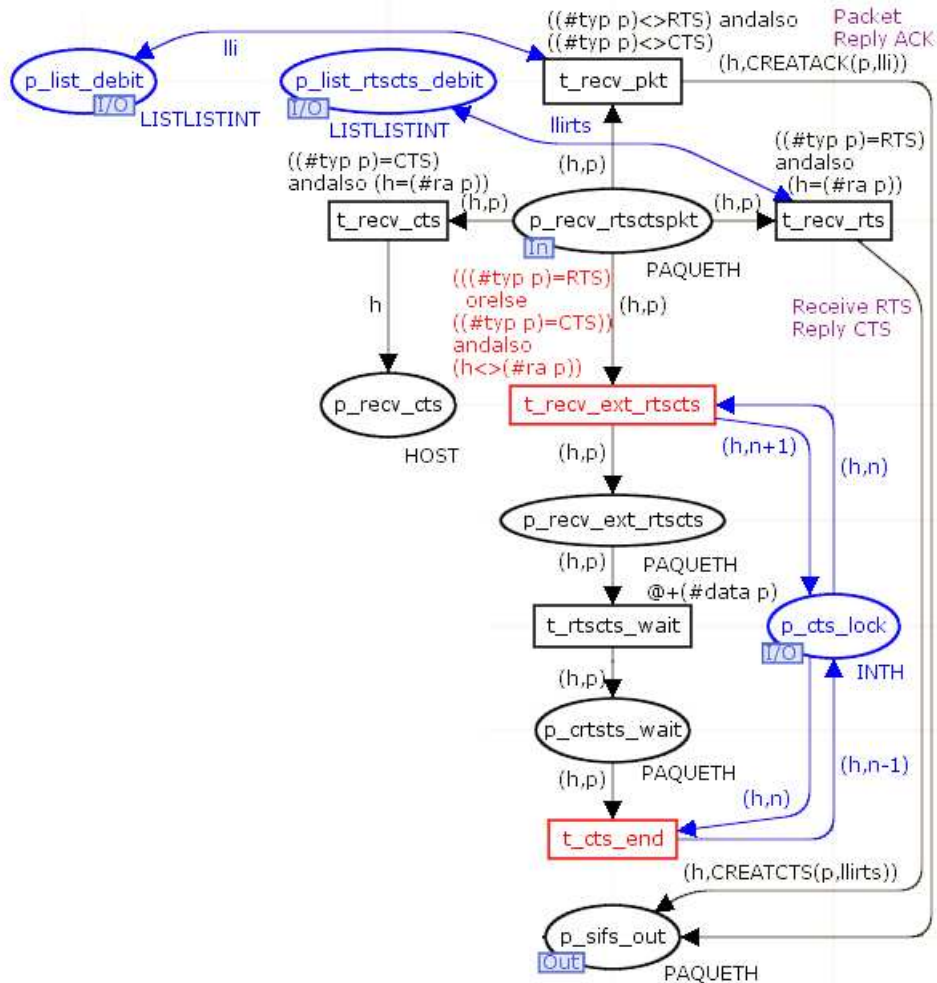 ((#typ p)<>RTS) andalso
((#typ p)<>CTS)
Packet
Reply ACK
lli
(h,CREATACK(p,lli))
p_list_debit
I/O
LISTLISTINT
p_list_rtscts_debit
I/O
LISTLISTINT
t_recv_pkt
llirts
((#typ p)=CTS)
andalso (h=(#ra p))
(h,p)
((#typ p)=RTS)
andalso
(h=(#ra p))
t_recv_cts
(h,p)
p_recv_rtsctspkt
In
PAQUETH
(h,p)
t_recv_rts
(((#typ p)=RTS)
orelse
((#typ p)=CTS))
andalso
(h<>(#ra p))
(h,p)
h
Receive RTS
Reply CTS
p_recv_cts
HOST
t_recv_ext_rtscts
(h,p)
(h,n+1)
(h,n)
p_recv_ext_rtscts
PAQUETH
(h,p)
@+(#data p)
t_rtscts_wait
p_cts_lock
I/O
INTH
(h,p)
p_crtsts_wait
PAQUETH
(h,p)
(h,n)
(h,n-1)
t_cts_end
(h,CREATCTS(p,llirts))
p_sifs_out
Out
PAQUETH